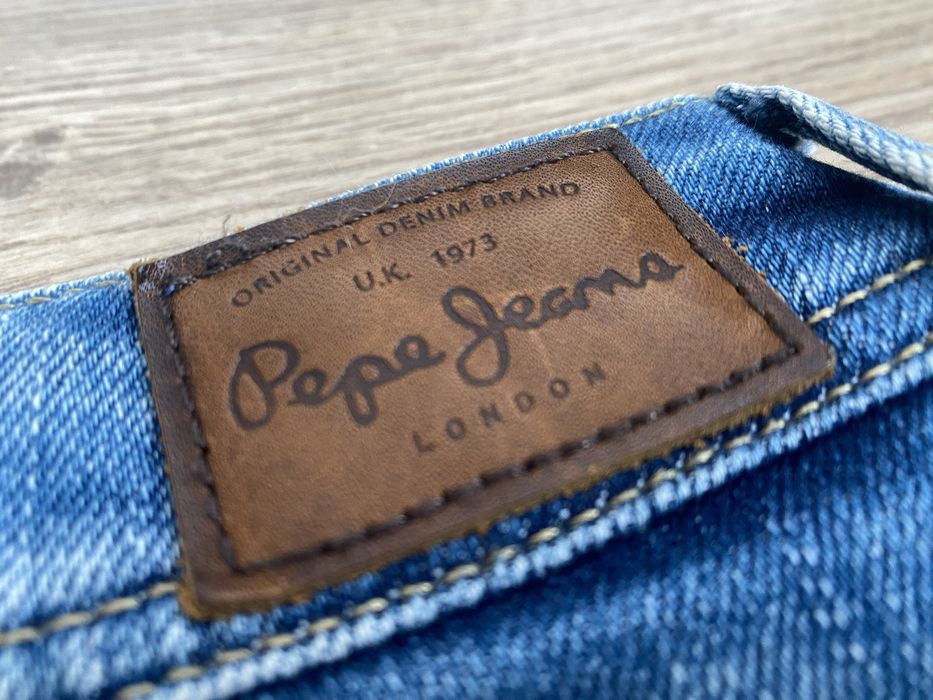 ORIGINAL DENIM BRAND
U.K. 1973
Pepe Jeans
LONDON